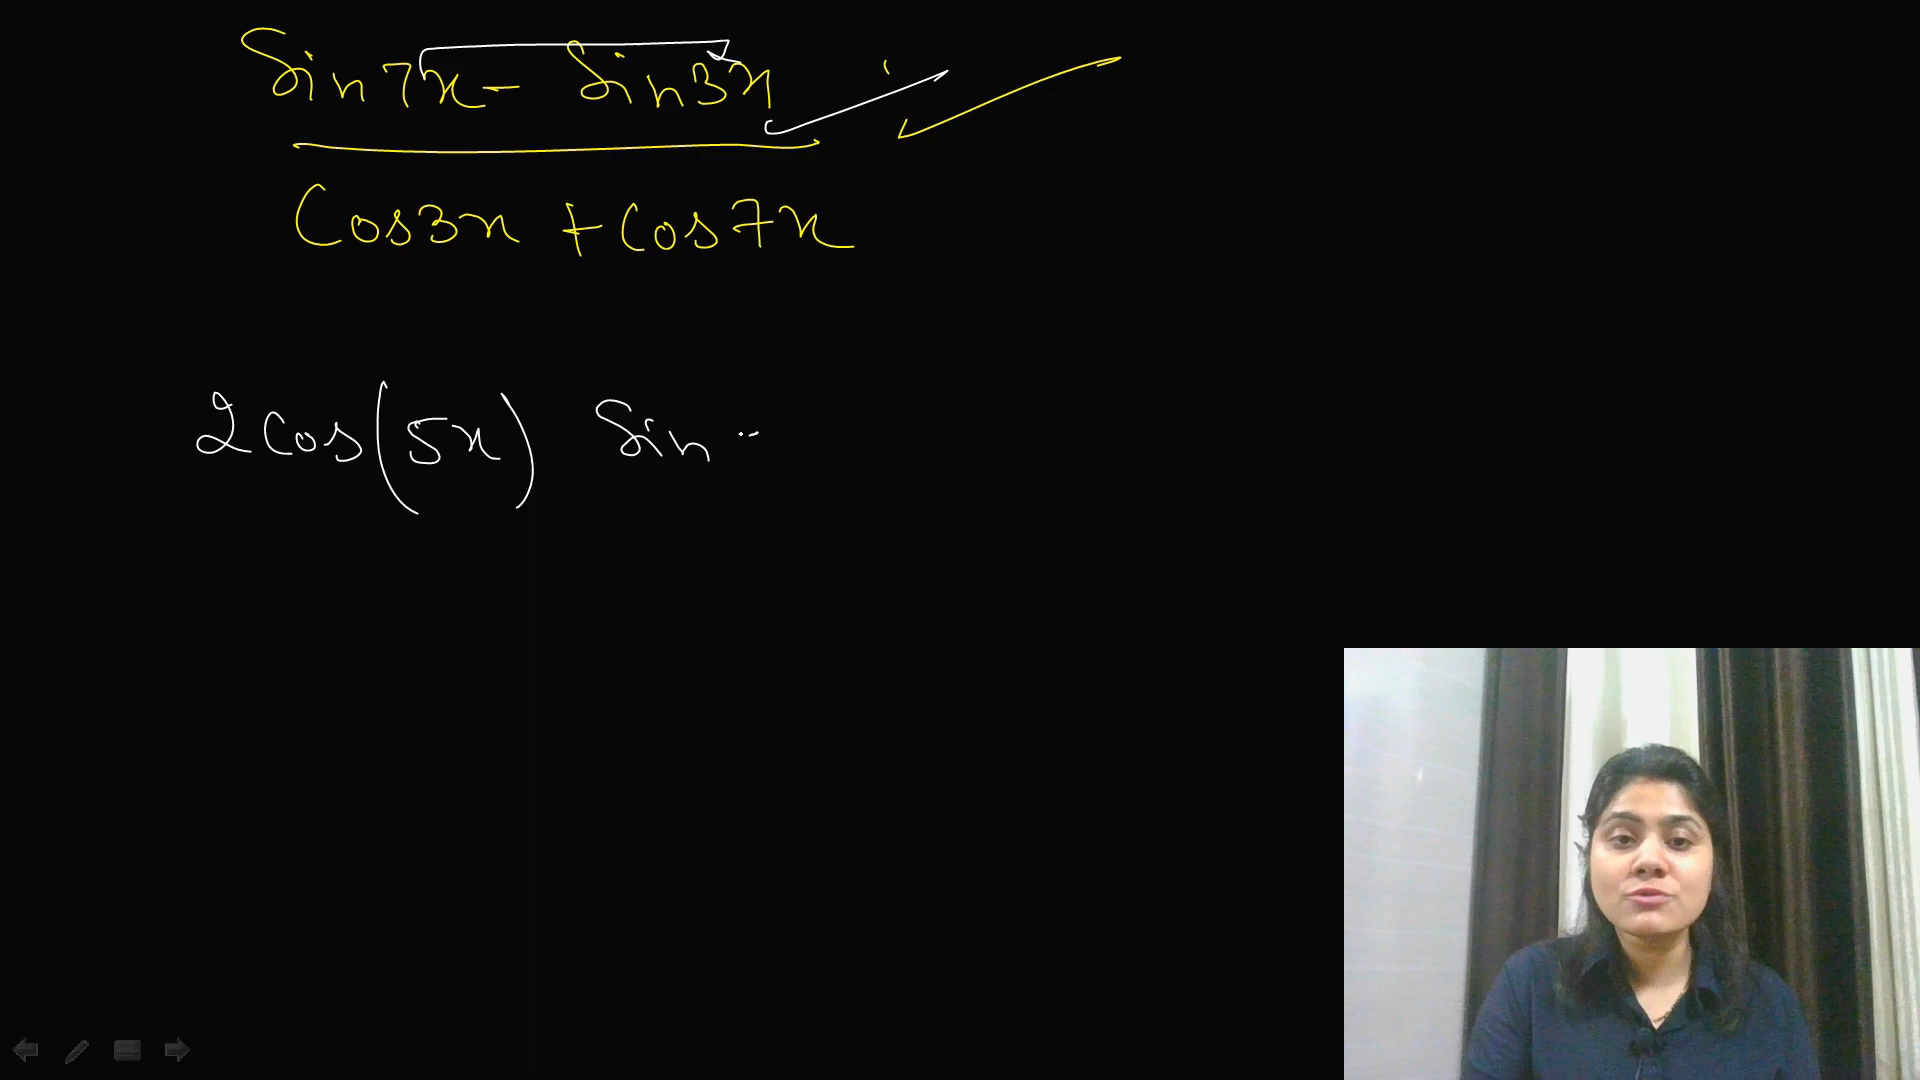 Sin7x - Sin3x
Cos3x + Cos7x
2Cos(5x) Sin